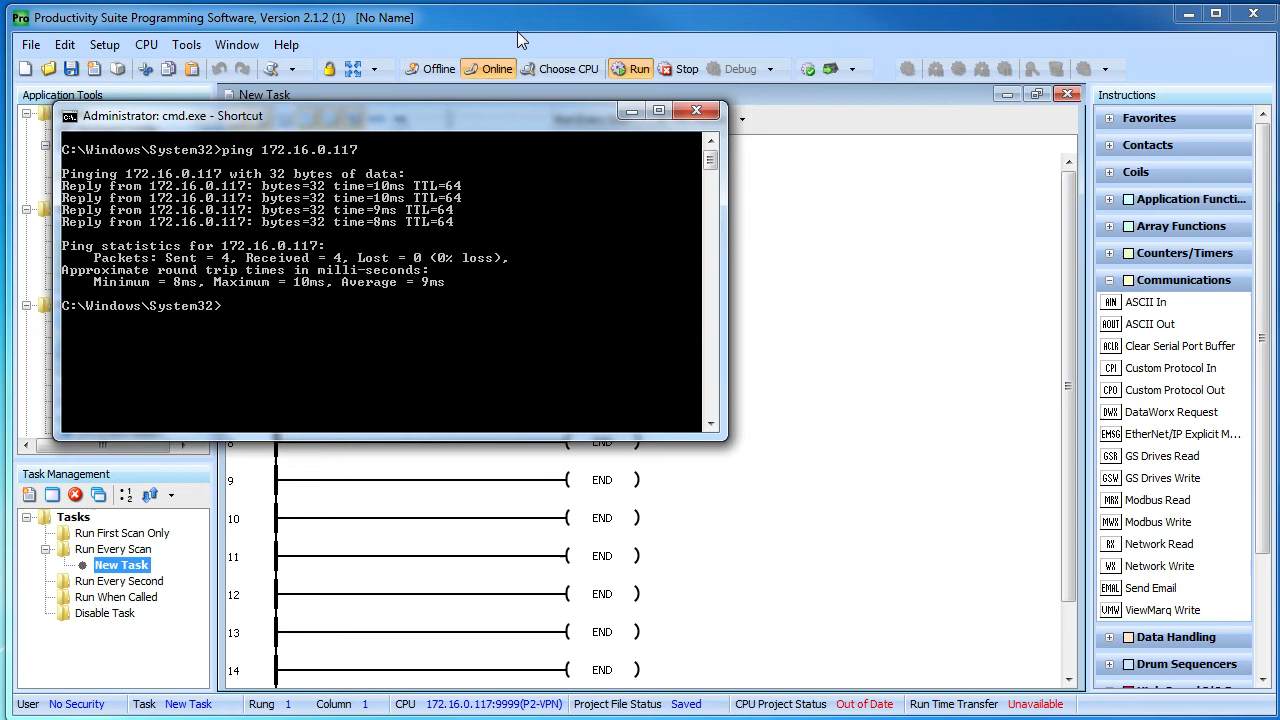 Pro Productivity Suite Programming Software, Version 2.1.2 (1) [No Name]
File Edit Setup CPU Tools Window Help
Offline Online Choose CPU Run Stop Debug
Application Tools
New Task
Instructions
Administrator: cmd.exe - Shortcut
C:\Windows\System32>ping 172.16.0.117
Pinging 172.16.0.117 with 32 bytes of data:
Reply from 172.16.0.117: bytes=32 time=10ms TTL=64
Reply from 172.16.0.117: bytes=32 time=10ms TTL=64
Reply from 172.16.0.117: bytes=32 time=9ms TTL=64
Reply from 172.16.0.117: bytes=32 time=8ms TTL=64
Ping statistics for 172.16.0.117:
Packets: Sent = 4, Received = 4, Lost = 0 (0% loss),
Approximate round trip times in milli-seconds:
Minimum = 8ms, Maximum = 10ms, Average = 9ms
C:\Windows\System32>
8 END
9 END
10 END
11 END
12 END
13 END
14 END
Task Management
Tasks
Run First Scan Only
Run Every Scan
New Task
Run Every Second
Run When Called
Disable Task
Favorites
Contacts
Coils
Application Functi...
Array Functions
Counters/Timers
Communications
AIN ASCII In
AOUT ASCII Out
ACLR Clear Serial Port Buffer
CPI Custom Protocol In
CPO Custom Protocol Out
DWX DataWorx Request
EMSG EtherNet/IP Explicit M...
GSR GS Drives Read
GSW GS Drives Write
MRX Modbus Read
MWX Modbus Write
RX Network Read
WX Network Write
EMAL Send Email
VMW ViewMarq Write
Data Handling
Drum Sequencers
User No Security Task New Task Rung 1 Column 1 CPU 172.16.0.117:9999(P2-VPN) Project File Status Saved CPU Project Status Out of Date Run Time Transfer Unavailable